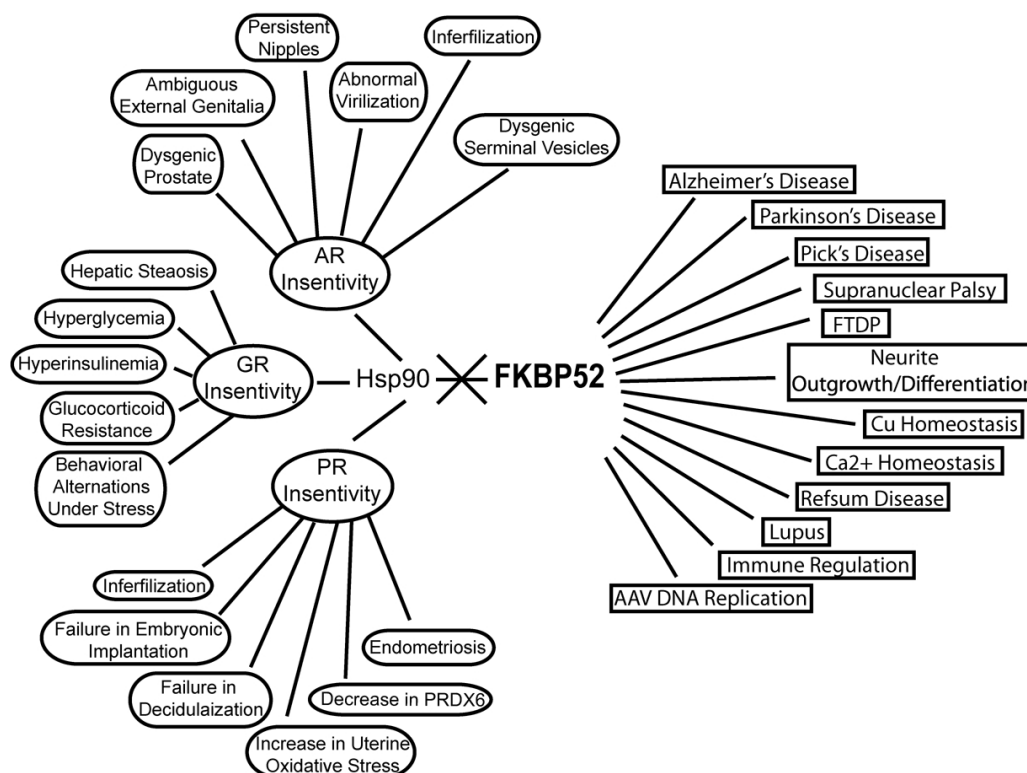 Persistent
Nipples
Inferfilization
Ambiguous
External Genitalia
Abnormal
Virilization
Dysgenic
Prostate
Dysgenic
Serminal Vesicles
AR
Insentivity
Hepatic Steaosis
Hyperglycemia
Hyperinsulinemia
Glucocorticoid
Resistance
Behavioral
Alternations
Under Stress
GR
Insentivity
Hsp90
FKBP52
PR
Insentivity
Inferfilization
Failure in Embryonic
Implantation
Failure in
Decidulaization
Increase in Uterine
Oxidative Stress
Decrease in PRDX6
Endometriosis
Alzheimer's Disease
Parkinson's Disease
Pick's Disease
Supranuclear Palsy
FTDP
Neurite
Outgrowth/Differentiation
Cu Homeostasis
Ca2+ Homeostasis
Refsum Disease
Lupus
Immune Regulation
AAV DNA Replication